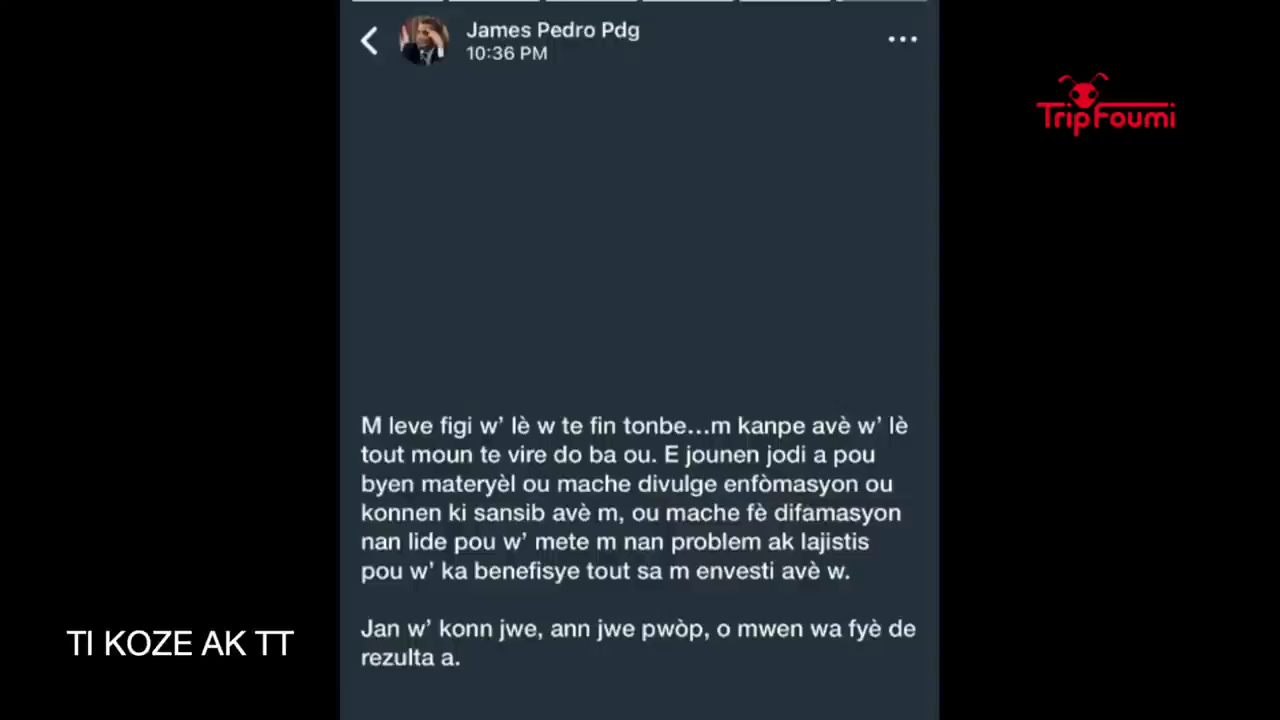 James Pedro Pdg
10:36 PM
TripFoumi
M leve figi w’ lè w te fin tonbe...m kanpe avè w’ lè
tout moun te vire do ba ou. E jounen jodi a pou
byen materyèl ou mache divulge enfòmasyon ou
konnen ki sansib avè m, ou mache fè difamasyon
nan lide pou w’ mete m nan problem ak lajistis
pou w’ ka benefisye tout sa m envesti avè w.
Jan w’ konn jwe, ann jwe pwòp, o mwen wa fyè de
rezulta a.
TI KOZE AK TT